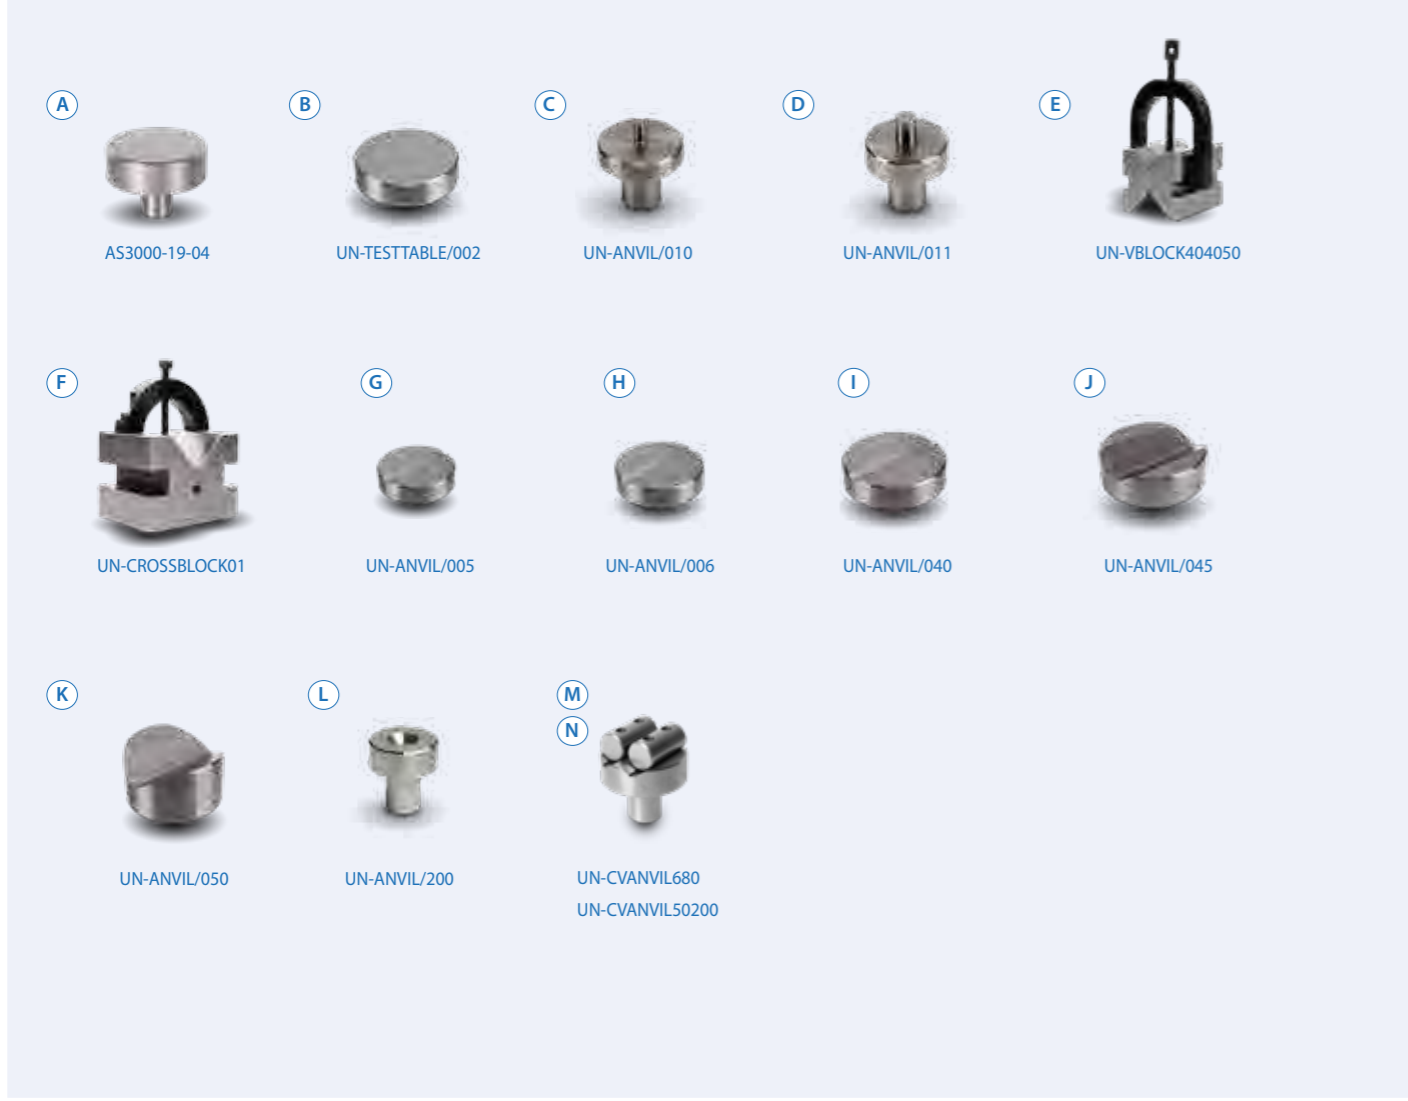 A
B
C
D
E
AS3000-19-04
UN-TESTTABLE/002
UN-ANVIL/010
UN-ANVIL/011
UN-VBLOCK404050
F
G
H
I
J
UN-CROSSBLOCK01
UN-ANVIL/005
UN-ANVIL/006
UN-ANVIL/040
UN-ANVIL/045
K
L
M
N
UN-ANVIL/050
UN-ANVIL/200
UN-CVANVIL680
UN-CVANVIL50200